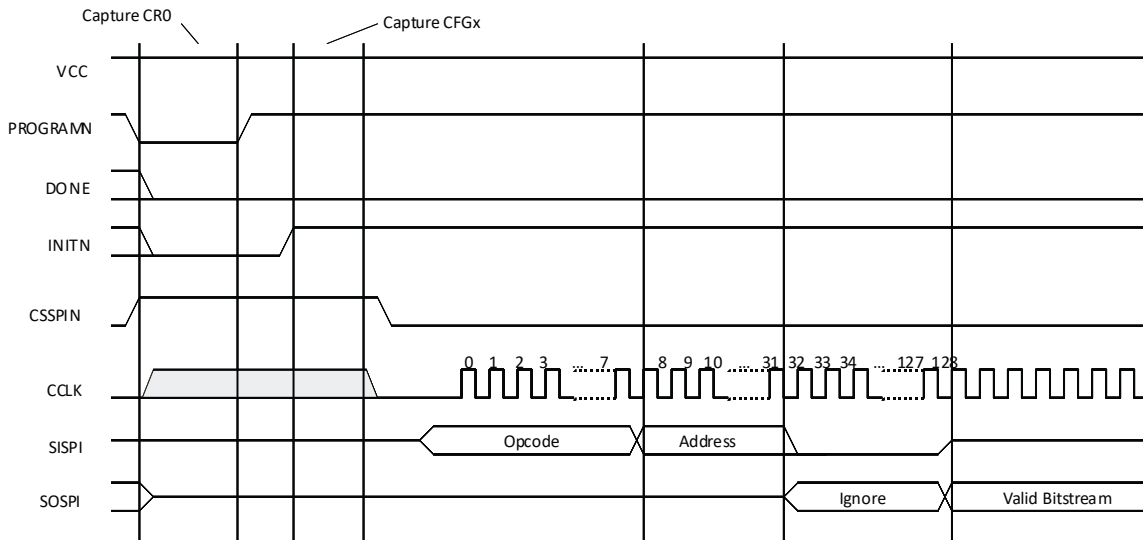 Capture CR0
Capture CFGx
VCC
PROGRAMN
DONE
INITN
CSSPIN
0 1 2 3 ... 7 8 9 10 ... 31 32 33 34 ... 127 128
CCLK
SISPI Opcode Address
SOSPI Ignore Valid Bitstream